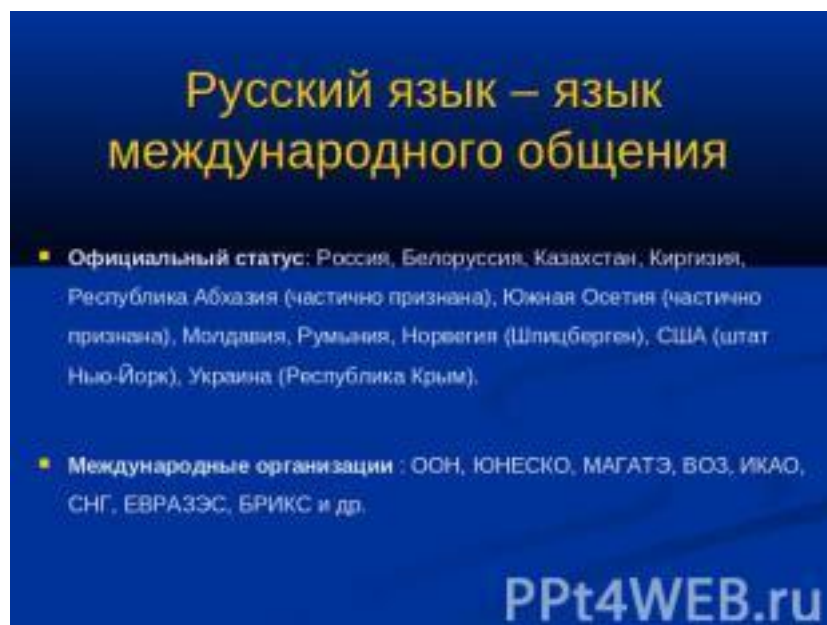 Русский язык – язык
международного общения
Официальный статус: Россия, Белоруссия, Казахстан, Киргизия,
Республика Абхазия (частично признана), Южная Осетия (частично
признана), Молдавия, Румыния, Норвегия (Шпицберген), США (штат
Нью-Йорк), Украина (Республика Крым).
Международные организации : ООН, ЮНЕСКО, МАГАТЭ, ВОЗ, ИКАО,
СНГ, ЕВРАЗЭС, БРИКС и др.
PPt4WEB.ru